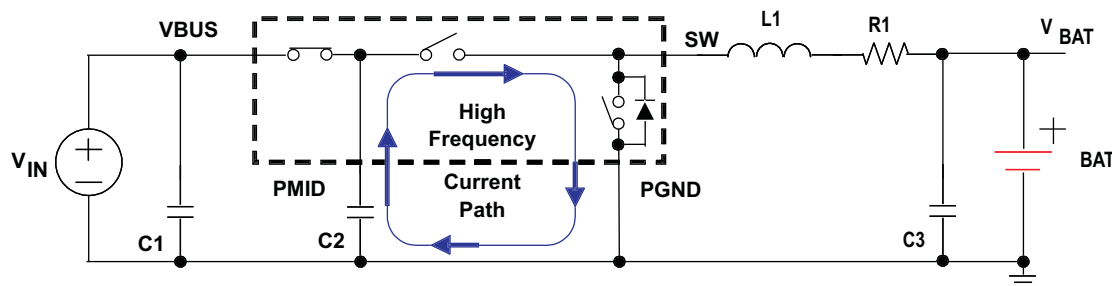 VBUS
SW
L1
R1
V BAT
High
Frequency
Current
Path
PMID
PGND
V IN
+
−
C1
C2
C3
+
BAT